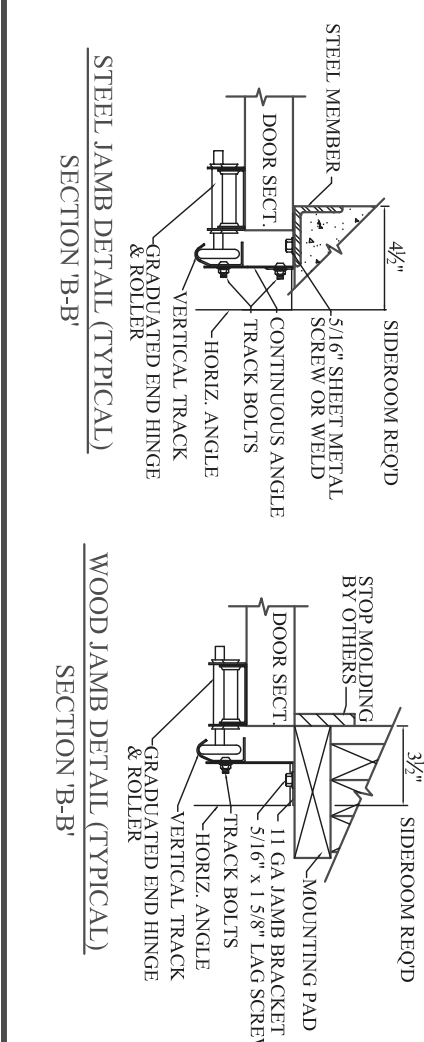 4½"
SIDEROOM REQ'D
STEEL MEMBER
5/16" SHEET METAL
SCREW OR WELD
DOOR SECT.
CONTINUOUS ANGLE
TRACK BOLTS
HORIZ. ANGLE
VERTICAL TRACK
GRADUATED END HINGE
& ROLLER
STEEL JAMB DETAIL (TYPICAL)
SECTION 'B-B'
3½"
SIDEROOM REQ'D
STOP MOLDING
BY OTHERS
MOUNTING PAD
DOOR SECT.
11 GA JAMB BRACKET
5/16" x 1 5/8" LAG SCREW
TRACK BOLTS
HORIZ. ANGLE
VERTICAL TRACK
GRADUATED END HINGE
& ROLLER
WOOD JAMB DETAIL (TYPICAL)
SECTION 'B-B'